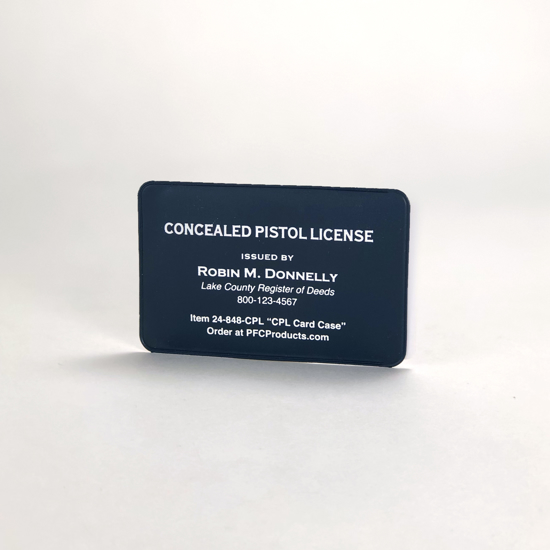 CONCEALED PISTOL LICENSE
ISSUED BY
ROBIN M. DONNELLY
Lake County Register of Deeds
800-123-4567
Item 24-848-CPL "CPL Card Case"
Order at PFCProducts.com